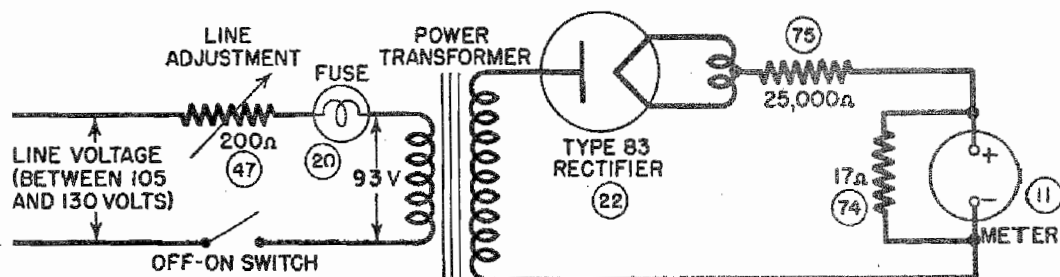 LINE
ADJUSTMENT
200Ω
47
FUSE
20
LINE VOLTAGE
(BETWEEN 105
AND 130 VOLTS)
93 V
OFF-ON SWITCH
POWER
TRANSFORMER
TYPE 83
RECTIFIER
22
75
25,000Ω
17Ω
74
+
−
11
METER